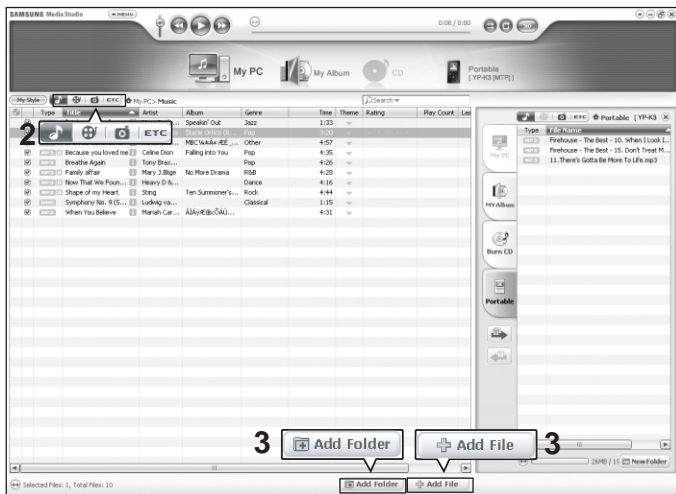 SAMSUNG Media Studio
MENU
0:00 / 0:00
My PC
My Album
CD
Portable
[YP-K3 [MTP]]
My Style
ETC
My PC> Music
Search
Type Title Artist Album Genre Time Theme Rating Play Count Las
2
ETC
Speakin' Out Jazz 1:33
Stacie Orrico (R... Pop 3:20
Other 4:57
Because you loved me Celine Dion Falling into You Pop 4:35
Breathe Again Tony Brax... Pop 4:26
Family affair Mary J.Blige No More Drama R&B 4:28
Now That We Foun... Heavy D &... Dance 4:16
Shape of my Heart Sting Ten Summoner's... Rock 4:44
Symphony No. 9 (S... Ludwig va... Classical 1:15
When You Believe Mariah Car... 4:31
ETC Portable [YP-K3
Type File Name
Firehouse - The Best - 10. When I Look I...
Firehouse - The Best - 15. Don't Treat M...
11.There's Gotta Be More To Life.mp3
My PC
MY Album
Burn CD
Portable
3 Add Folder
Add File 3
26MB / 15
New Folder
Selected Files: 1, Total Files: 10
Add Folder
Add File